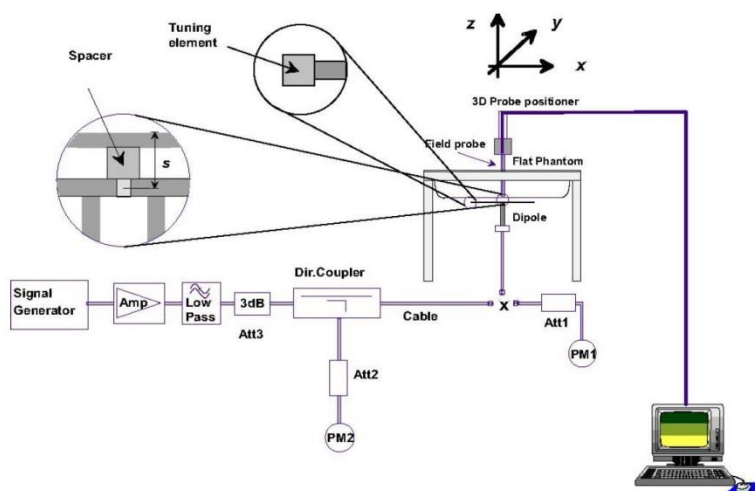 Tuning
element
z
y
x
Spacer
3D Probe positioner
s
Field probe
Flat Phantom
Dipole
Dir.Coupler
Signal
Generator
Amp
Low
Pass
3dB
Att3
Cable
x
Att1
PM1
Att2
PM2